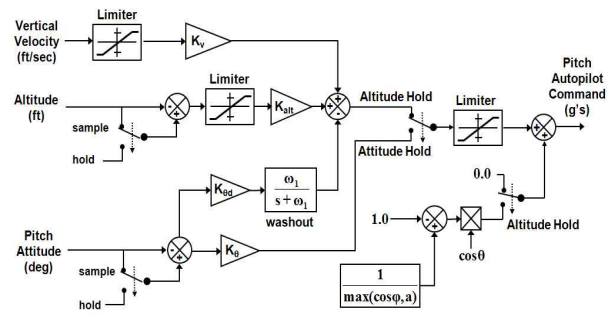 Vertical
Velocity
(ft/sec)
Limiter
Kv
Altitude
(ft)
sample
hold
Limiter
Kalt
Altitude Hold
Attitude Hold
Limiter
Pitch
Autopilot
Command
(g's)
Kθd
ω1
s + ω1
washout
Pitch
Attitude
(deg)
sample
hold
Kθ
0.0
1.0
Altitude Hold
cosθ
1
max(cosφ,a)